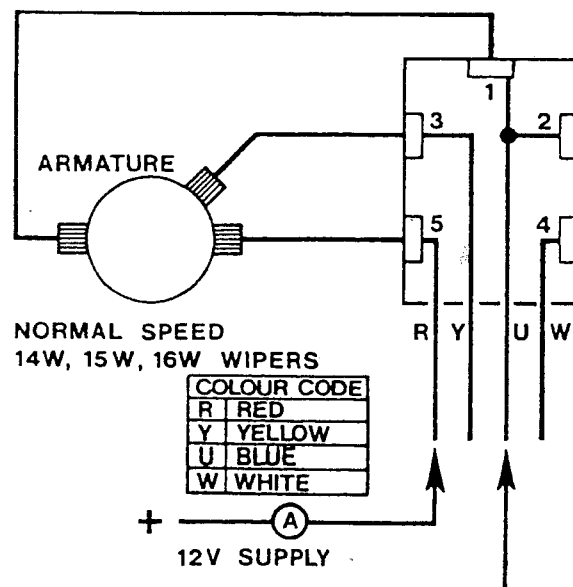 1
3
2
ARMATURE
5
4
NORMAL SPEED
14W, 15W, 16W WIPERS
R Y U W
COLOUR CODE
R RED
Y YELLOW
U BLUE
W WHITE
+ A
12V SUPPLY